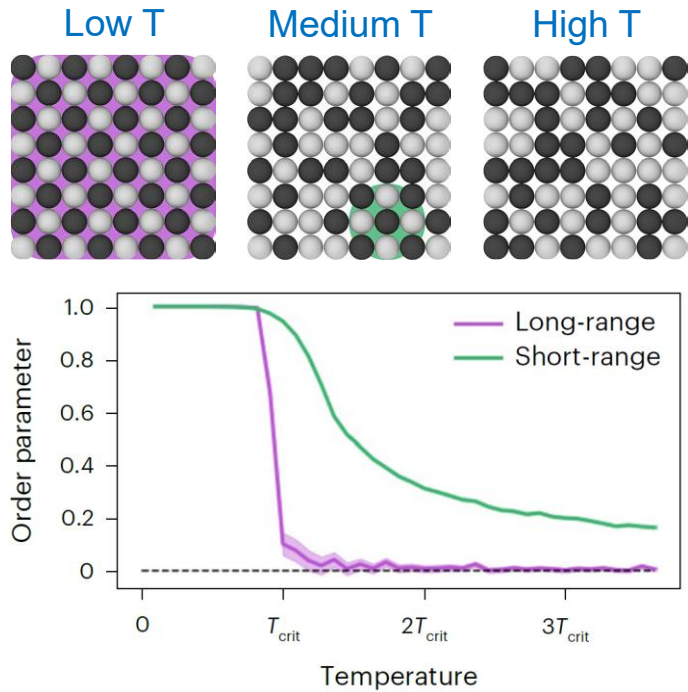 Low T
Medium T
High T
Order parameter
1.0
0.8
0.6
0.4
0.2
0
Long-range
Short-range
0
Tcrit
2Tcrit
3Tcrit
Temperature